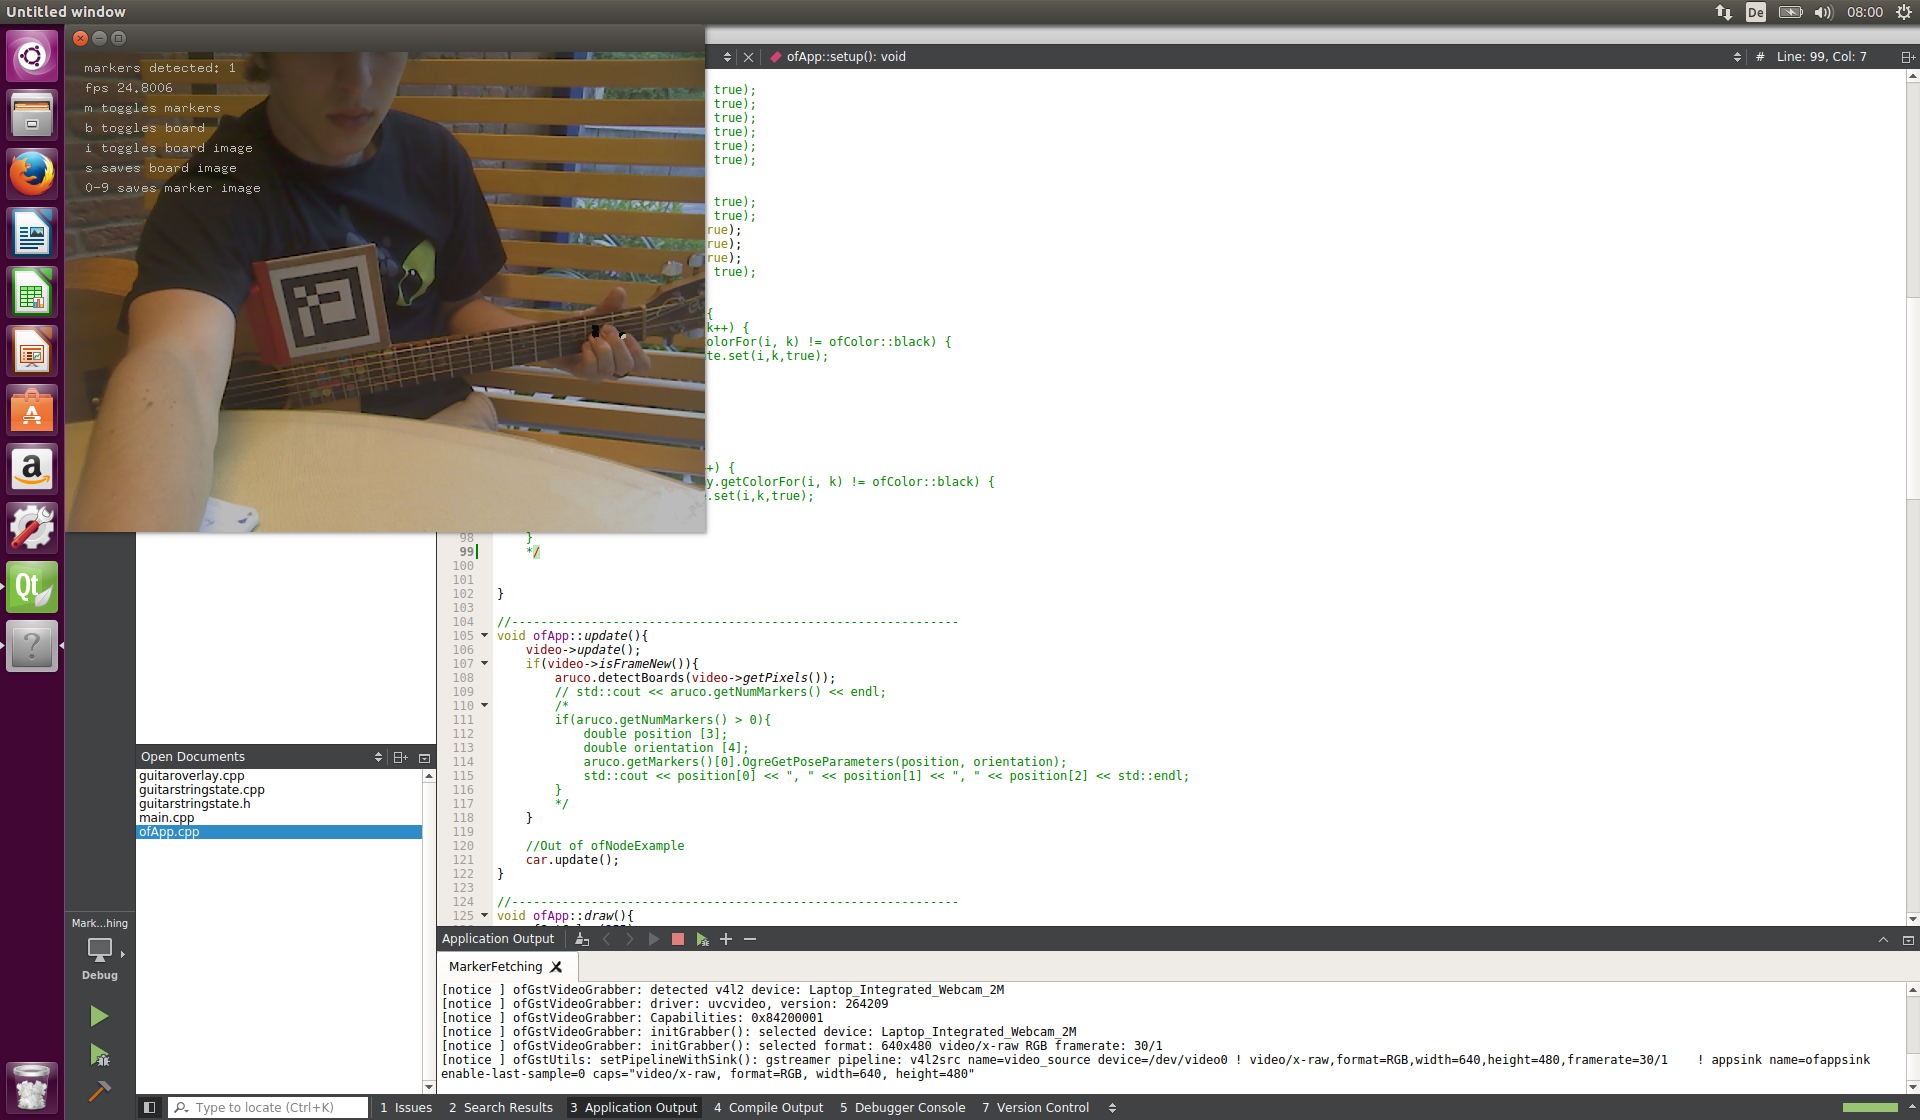 Untitled window
De
08:00
markers detected: 1
fps 24.8006
m toggles markers
b toggles board
i toggles board image
s saves board image
0-9 saves marker image
ofApp::setup(): void
#
Line: 99, Col: 7
true);
true);
true);
true);
true);
true);
true);
true);
rue);
rue);
rue);
true);
{
k++) {
olorFor(i, k) != ofColor::black) {
te.set(i,k,true);
+) {
y.getColorFor(i, k) != ofColor::black) {
.set(i,k,true);
98 }
99 */
100
101
102 }
103
104 //--------------------------------------------------------------
105 void ofApp::update(){
106 video->update();
107 if(video->isFrameNew()){
108 aruco.detectBoards(video->getPixels());
109 // std::cout << aruco.getNumMarkers() << endl;
110 /*
111 if(aruco.getNumMarkers() > 0){
112 double position [3];
113 double orientation [4];
114 aruco.getMarkers()[0].OgreGetPoseParameters(position, orientation);
115 std::cout << position[0] << ", " << position[1] << ", " << position[2] << std::endl;
116 }
117 */
118 }
119
120 //Out of ofNodeExample
121 car.update();
122 }
123
124 //--------------------------------------------------------------
125 void ofApp::draw(){
Open Documents
guitaroverlay.cpp
guitarstringstate.cpp
guitarstringstate.h
main.cpp
ofApp.cpp
Mark...hing
Debug
Application Output
MarkerFetching
[notice ] ofGstVideoGrabber: detected v4l2 device: Laptop_Integrated_Webcam_2M
[notice ] ofGstVideoGrabber: driver: uvcvideo, version: 264209
[notice ] ofGstVideoGrabber: Capabilities: 0x84200001
[notice ] ofGstVideoGrabber: initGrabber(): selected device: Laptop_Integrated_Webcam_2M
[notice ] ofGstVideoGrabber: initGrabber(): selected format: 640x480 video/x-raw RGB framerate: 30/1
[notice ] ofGstUtils: setPipelineWithSink(): gstreamer pipeline: v4l2src name=video_source device=/dev/video0 ! video/x-raw,format=RGB,width=640,height=480,framerate=30/1 ! appsink name=ofappsink
enable-last-sample=0 caps="video/x-raw, format=RGB, width=640, height=480"
Type to locate (Ctrl+K)
1 Issues
2 Search Results
3 Application Output
4 Compile Output
5 Debugger Console
7 Version Control
Qt
a